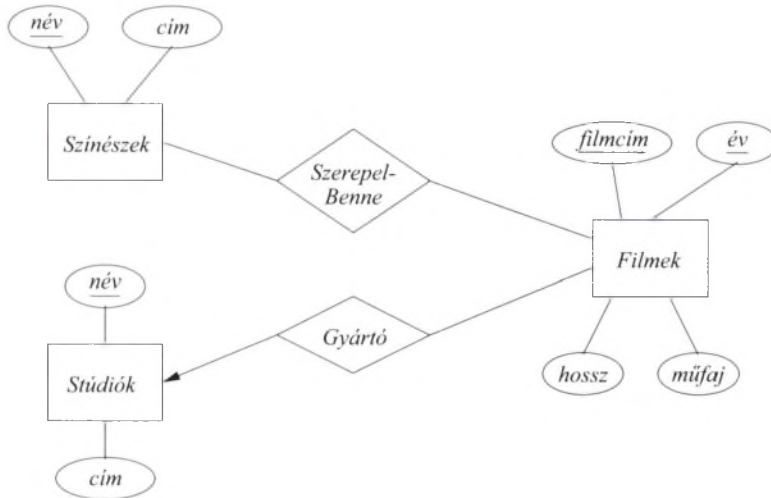 név
cím
Színészek
Szerepel-
Benne
filmcím
év
Filmek
név
Gyártó
Stúdiók
hossz
műfaj
cím